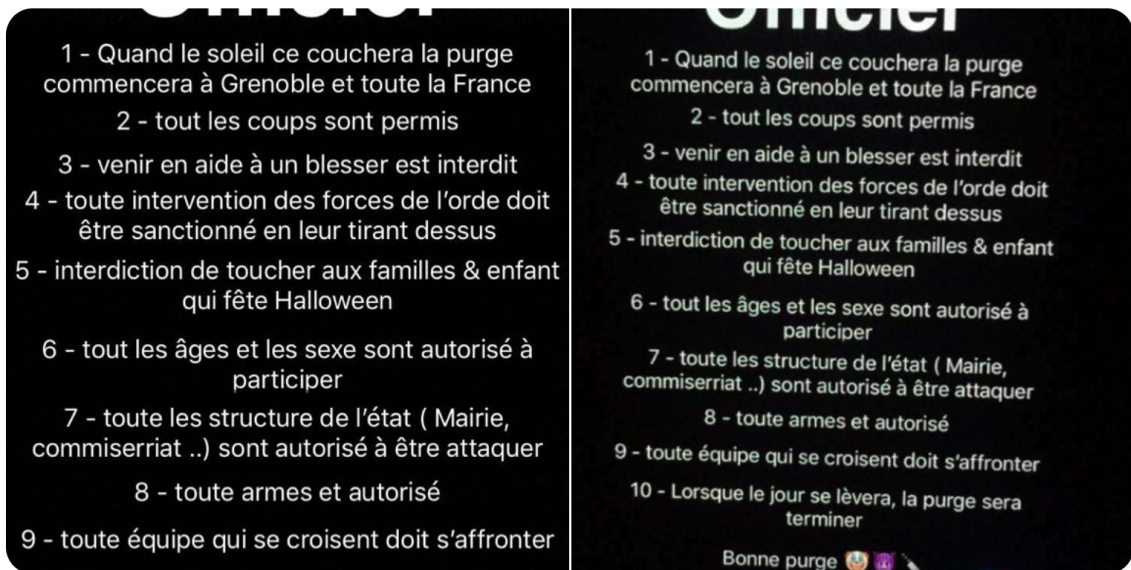 Officiel
1 - Quand le soleil ce couchera la purge
commencera à Grenoble et toute la France
2 - tout les coups sont permis
3 - venir en aide à un blesser est interdit
4 - toute intervention des forces de l’orde doit
être sanctionné en leur tirant dessus
5 - interdiction de toucher aux familles & enfant
qui fête Halloween
6 - tout les âges et les sexe sont autorisé à
participer
7 - toute les structure de l’état ( Mairie,
commiserriat ..) sont autorisé à être attaquer
8 - toute armes et autorisé
9 - toute équipe qui se croisent doit s’affronter
Officiel
1 - Quand le soleil ce couchera la purge
commencera à Grenoble et toute la France
2 - tout les coups sont permis
3 - venir en aide à un blesser est interdit
4 - toute intervention des forces de l’orde doit
être sanctionné en leur tirant dessus
5 - interdiction de toucher aux familles & enfant
qui fête Halloween
6 - tout les âges et les sexe sont autorisé à
participer
7 - toute les structure de l’état ( Mairie,
commiserriat ..) sont autorisé à être attaquer
8 - toute armes et autorisé
9 - toute équipe qui se croisent doit s’affronter
10 - Lorsque le jour se lèvera, la purge sera
terminer
Bonne purge 🤡😈🔪